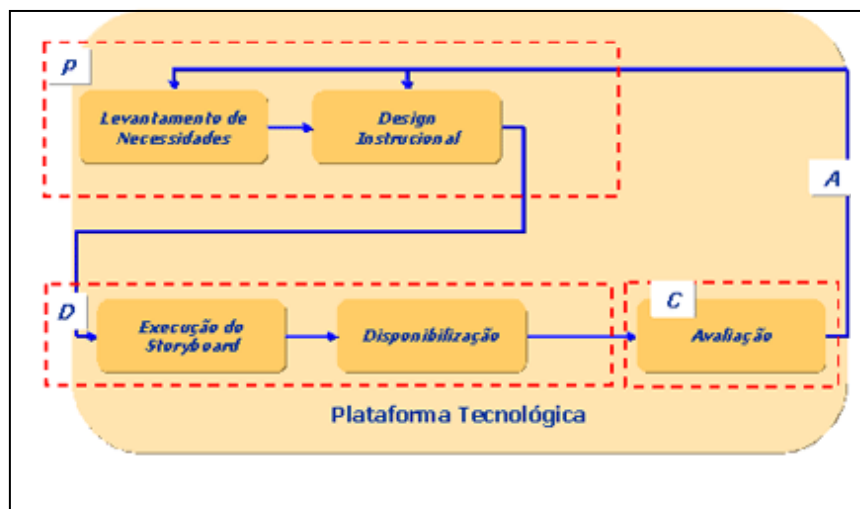 P
Levantamento de
Necessidades
Design
Instrucional
A
D
Execução do
Storyboard
Disponibilização
C
Avaliação
Plataforma Tecnológica